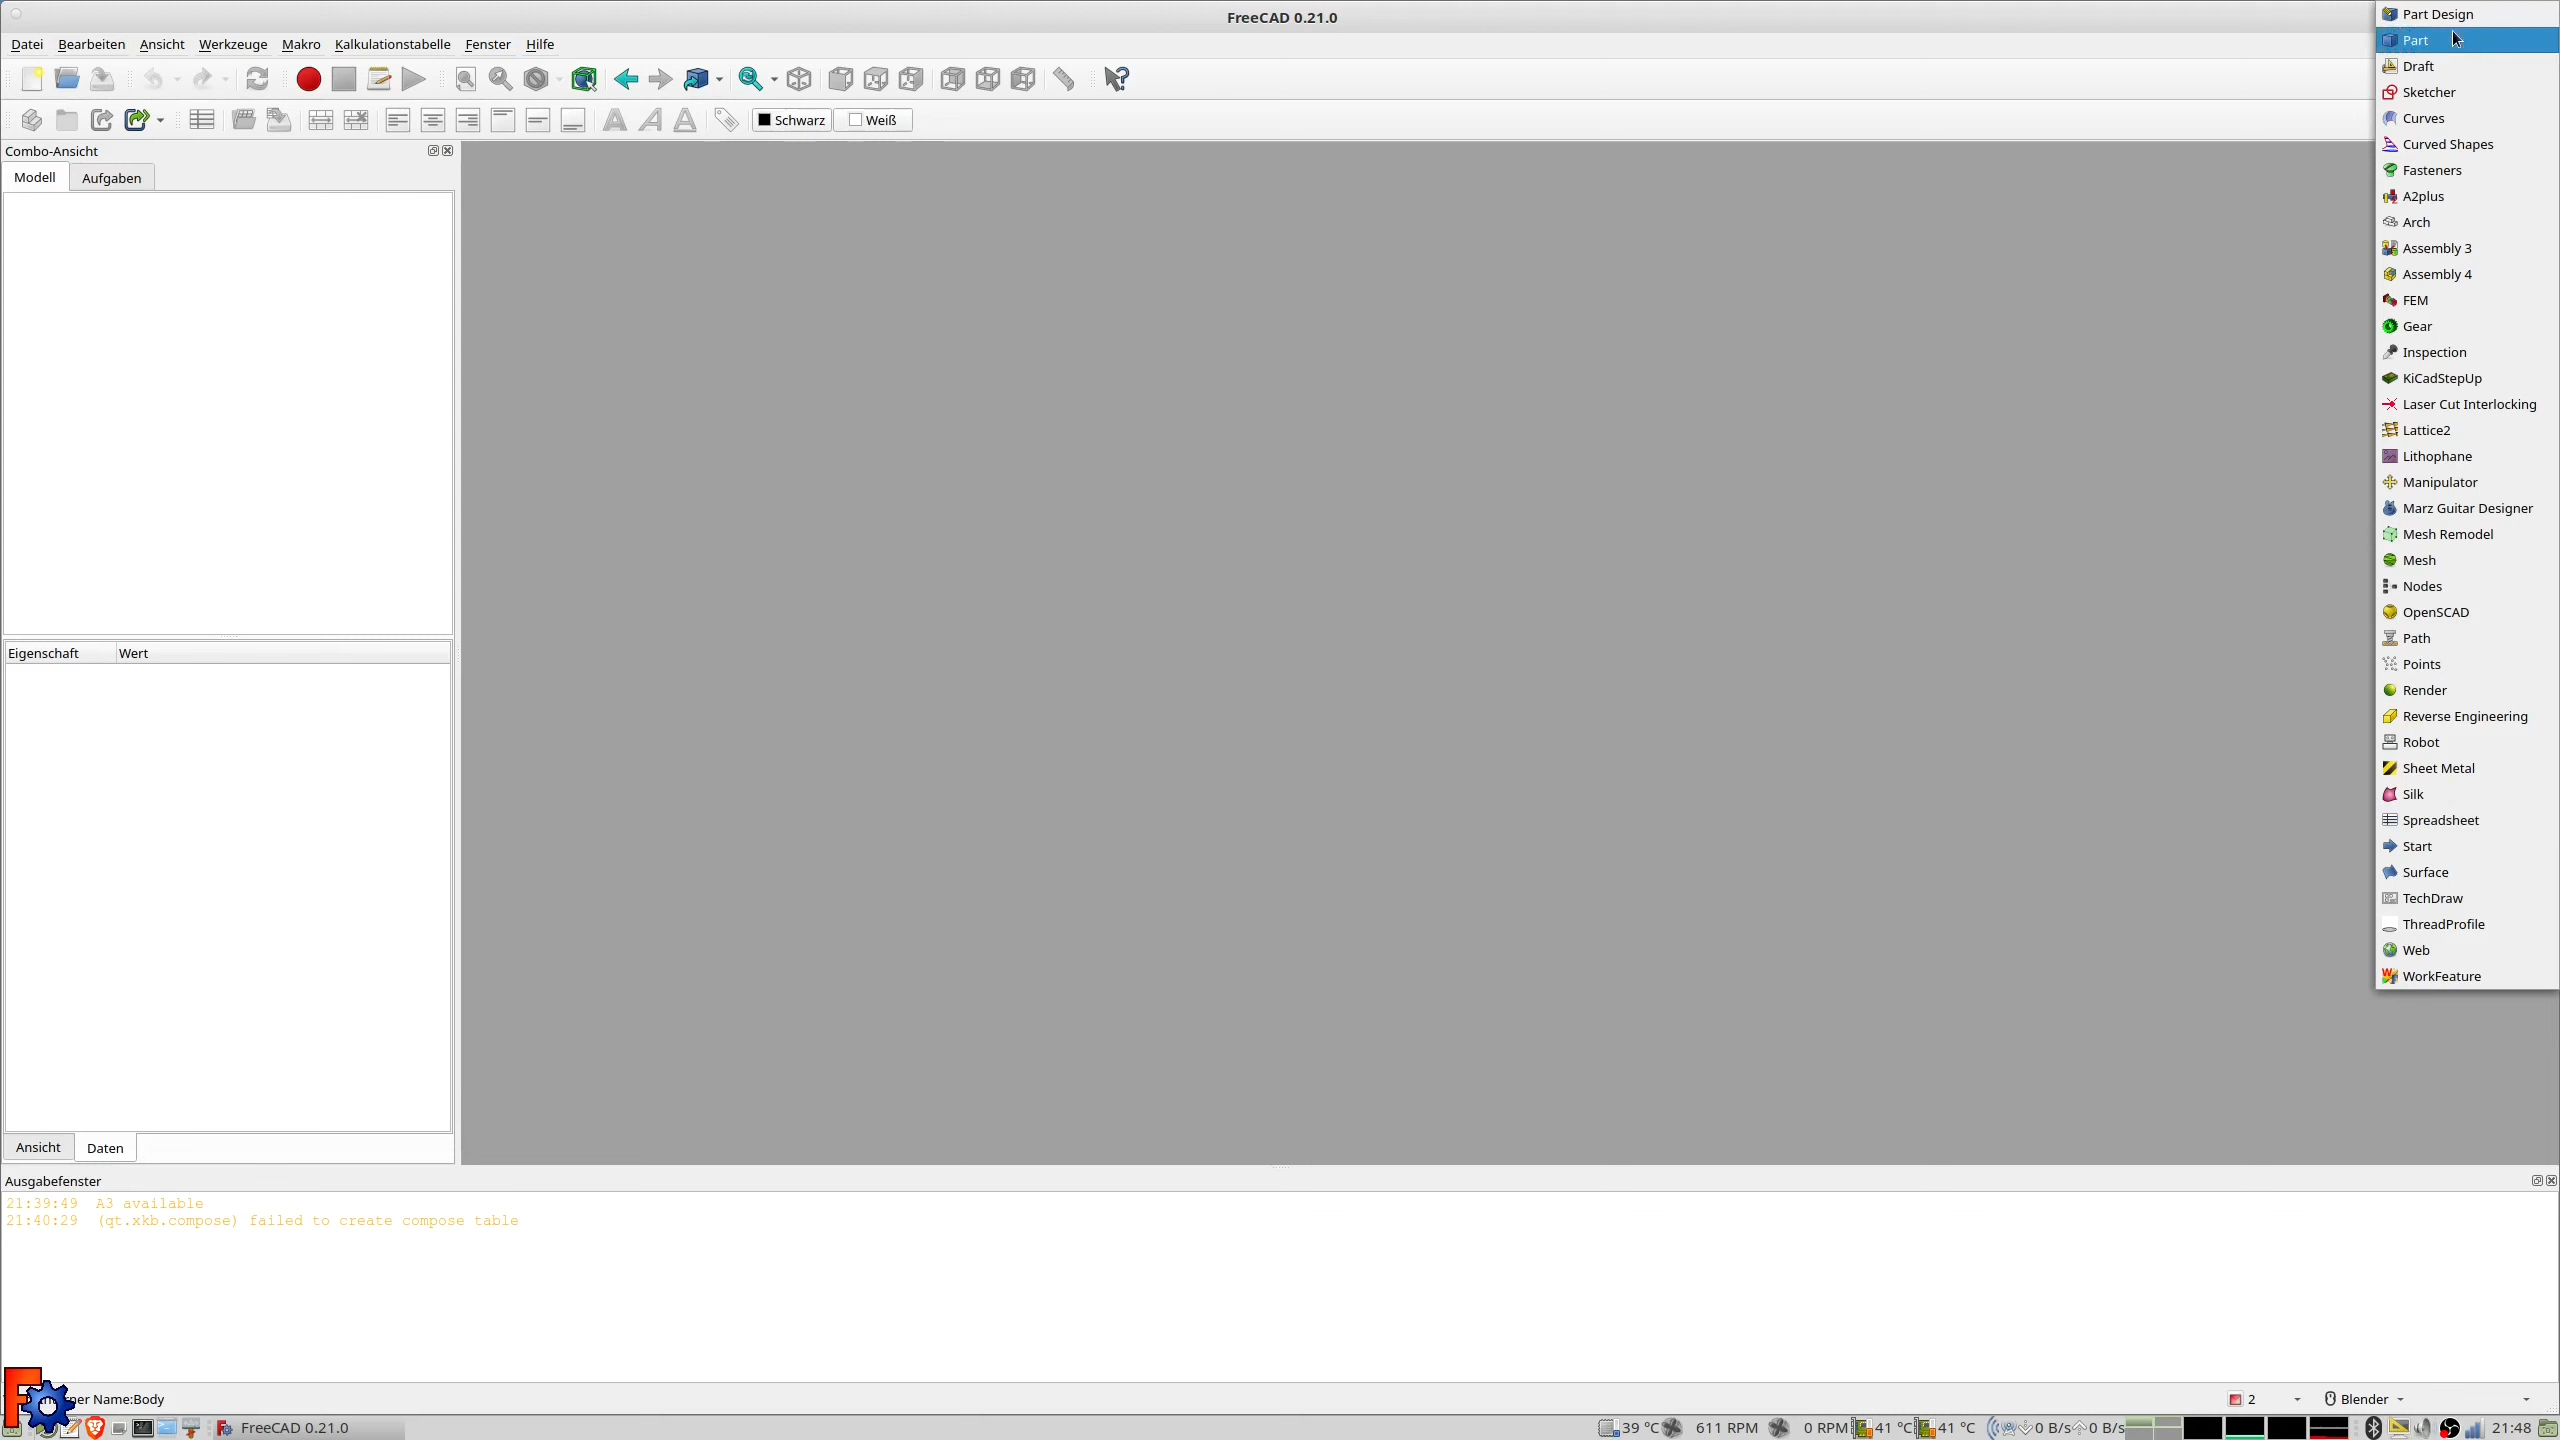 FreeCAD 0.21.0
Datei Bearbeiten Ansicht Werkzeuge Makro Kalkulationstabelle Fenster Hilfe
Schwarz Weiß
Combo-Ansicht
Modell Aufgaben
Eigenschaft Wert
Ansicht Daten
Ausgabefenster
21:39:49 A3 available
21:40:29 (qt.xkb.compose) failed to create compose table
Part Design
Part
Draft
Sketcher
Curves
Curved Shapes
Fasteners
A2plus
Arch
Assembly 3
Assembly 4
FEM
Gear
Inspection
KiCadStepUp
Laser Cut Interlocking
Lattice2
Lithophane
Manipulator
Marz Guitar Designer
Mesh Remodel
Mesh
Nodes
OpenSCAD
Path
Points
Render
Reverse Engineering
Robot
Sheet Metal
Silk
Spreadsheet
Start
Surface
TechDraw
ThreadProfile
Web
WorkFeature
Name:Body
2 Blender
FreeCAD 0.21.0
39 °C 611 RPM 0 RPM 41 °C 41 °C 0 B/s 0 B/s 21:48